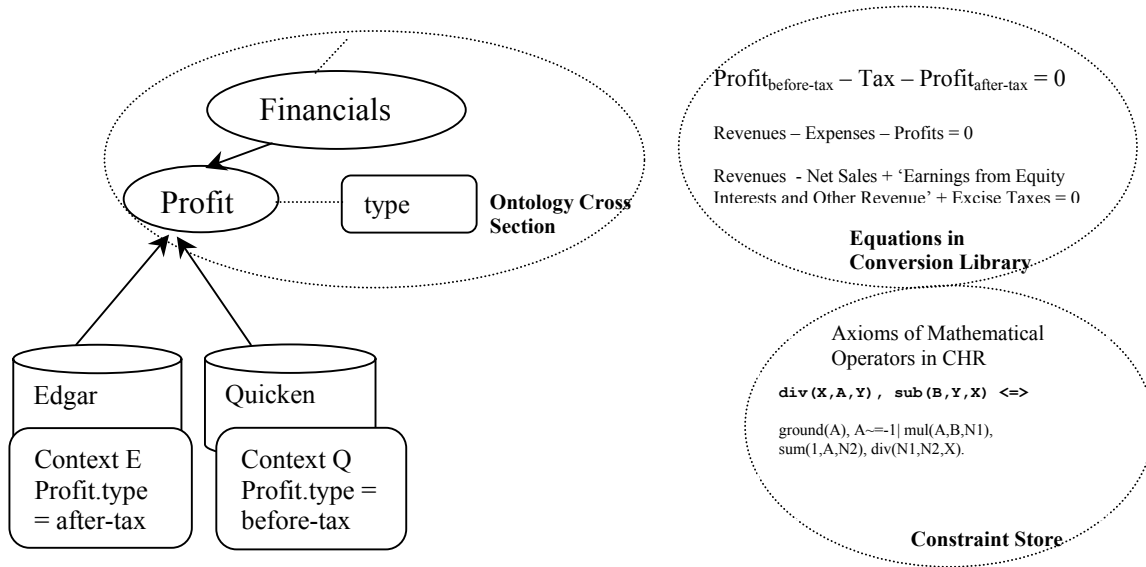 Financials
Profit
type
Ontology Cross
Section
Edgar
Quicken
Context E
Profit.type
= after-tax
Context Q
Profit.type =
before-tax
Profitbefore-tax – Tax – Profitafter-tax = 0
Revenues – Expenses – Profits = 0
Revenues - Net Sales + ‘Earnings from Equity
Interests and Other Revenue’ + Excise Taxes = 0
Equations in
Conversion Library
Axioms of Mathematical
Operators in CHR
div(X,A,Y), sub(B,Y,X) <=>
ground(A), A~=-1| mul(A,B,N1),
sum(1,A,N2), div(N1,N2,X).
Constraint Store